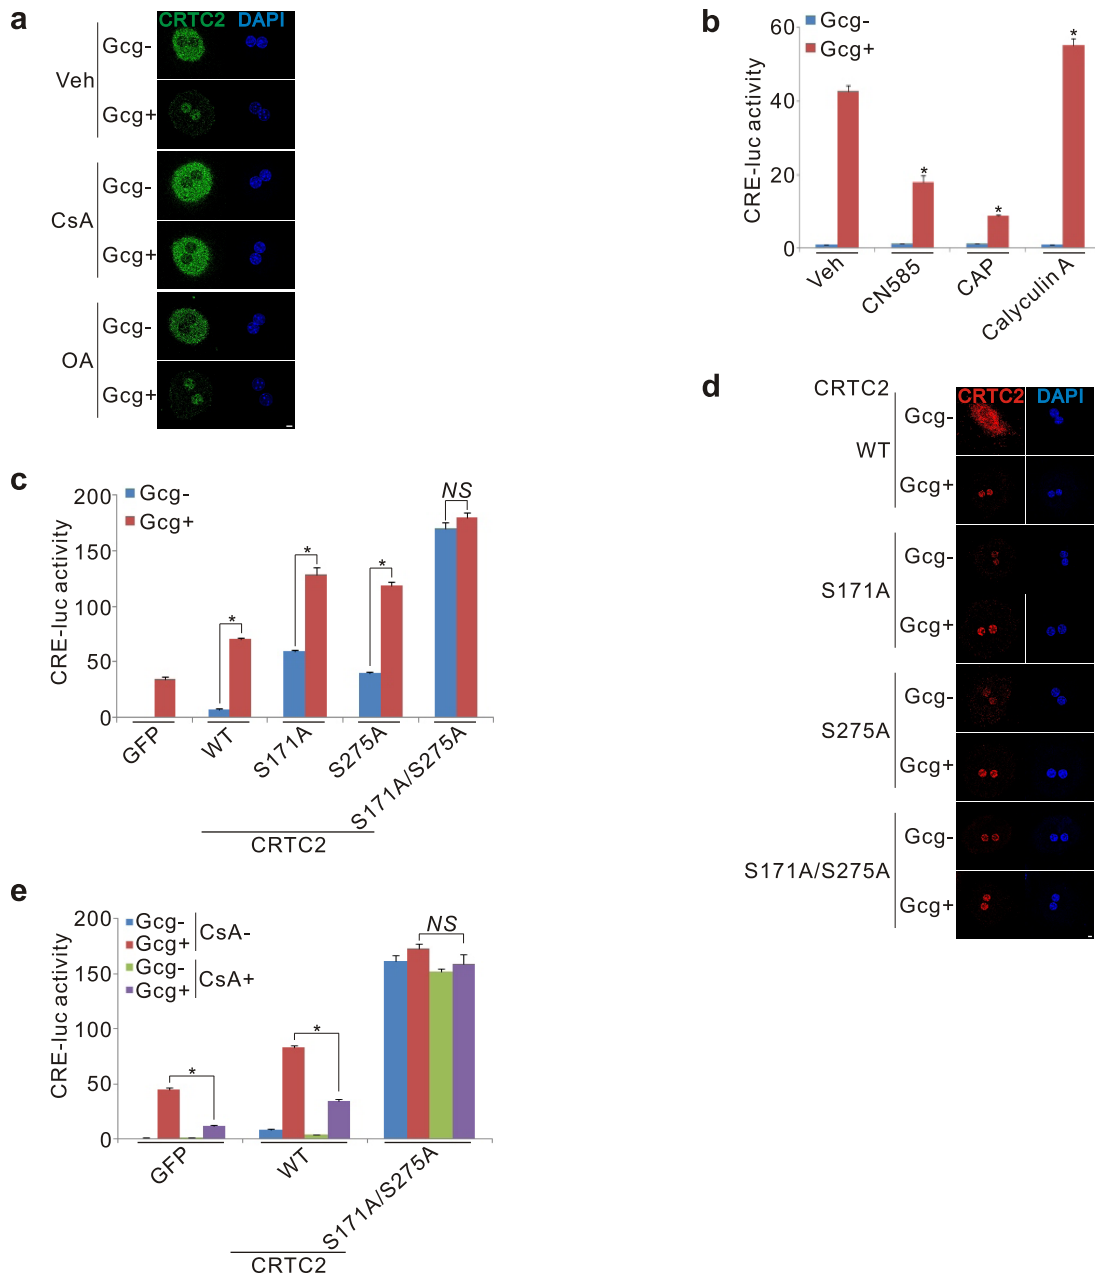 a
CRTC2 DAPI
Veh
Gcg-
Gcg+
CsA
Gcg-
Gcg+
OA
Gcg-
Gcg+
b
Gcg-
Gcg+
CRE-luc activity
60
40
20
0
*
*
*
Veh
CN585
CAP
Calyculin A
c
Gcg-
Gcg+
CRE-luc activity
200
150
100
50
0
*
*
*
NS
GFP
WT
S171A
S275A
S171A/S275A
CRTC2
d
CRTC2
CRTC2 DAPI
WT
Gcg-
Gcg+
S171A
Gcg-
Gcg+
S275A
Gcg-
Gcg+
S171A/S275A
Gcg-
Gcg+
e
Gcg-
Gcg+
CsA-
Gcg-
Gcg+
CsA+
CRE-luc activity
200
150
100
50
0
*
*
NS
GFP
WT
S171A/S275A
CRTC2